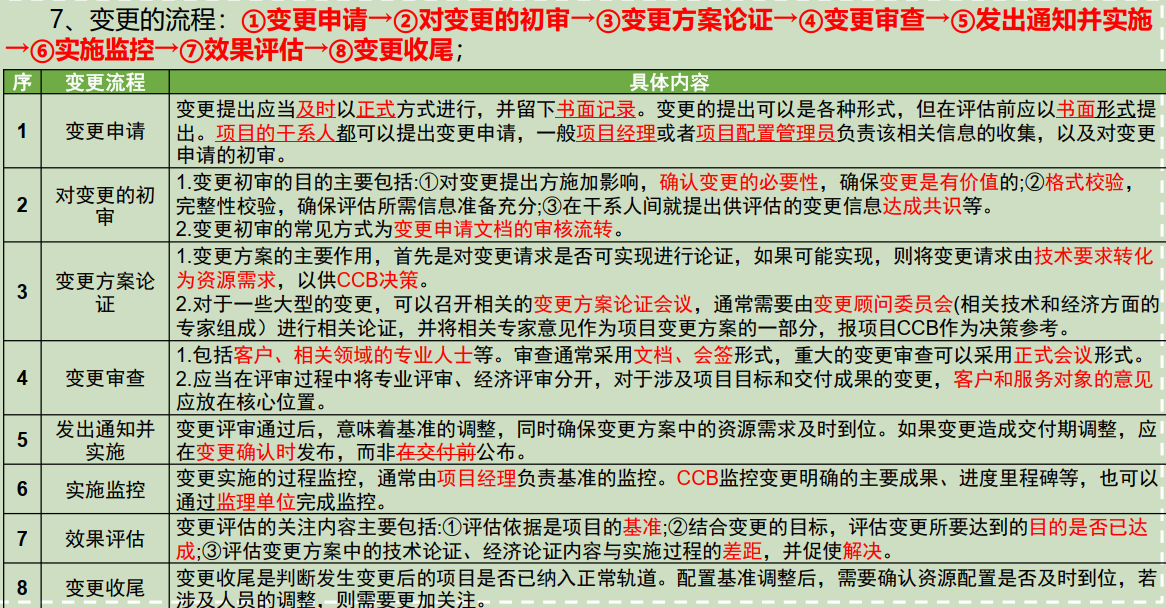 7、变更的流程：①变更申请→②对变更的初审→③变更方案论证→④变更审查→⑤发出通知并实施
→⑥实施监控→⑦效果评估→⑧变更收尾；
序 变更流程 具体内容
1 变更申请 变更提出应当及时以正式方式进行，并留下书面记录。变更的提出可以是各种形式，但在评估前应以书面形式提
出。项目的干系人都可以提出变更申请，一般项目经理或者项目配置管理员负责该相关信息的收集，以及对变更
申请的初审。
2 对变更的初审 1.变更初审的目的主要包括:①对变更提出方施加影响，确认变更的必要性，确保变更是有价值的;②格式校验，
完整性校验，确保评估所需信息准备充分;③在干系人间就提出供评估的变更信息达成共识等。
2.变更初审的常见方式为变更申请文档的审核流转。
3 变更方案论证 1.变更方案的主要作用，首先是对变更请求是否可实现进行论证，如果可能实现，则将变更请求由技术要求转化
为资源需求，以供CCB决策。
2.对于一些大型的变更，可以召开相关的变更方案论证会议，通常需要由变更顾问委员会(相关技术和经济方面的
专家组成）进行相关论证，并将相关专家意见作为项目变更方案的一部分，报项目CCB作为决策参考。
4 变更审查 1.包括客户、相关领域的专业人士等。审查通常采用文档、会签形式，重大的变更审查可以采用正式会议形式。
2.应当在评审过程中将专业评审、经济评审分开，对于涉及项目目标和交付成果的变更，客户和服务对象的意见
应放在核心位置。
5 发出通知并实施 变更评审通过后，意味着基准的调整，同时确保变更方案中的资源需求及时到位。如果变更造成交付期调整，应
在变更确认时发布，而非在交付前公布。
6 实施监控 变更实施的过程监控，通常由项目经理负责基准的监控。CCB监控变更明确的主要成果、进度里程碑等，也可以
通过监理单位完成监控。
7 效果评估 变更评估的关注内容主要包括:①评估依据是项目的基准;②结合变更的目标，评估变更所要达到的目的是否已达
成;③评估变更方案中的技术论证、经济论证内容与实施过程的差距，并促使解决。
8 变更收尾 变更收尾是判断发生变更后的项目是否已纳入正常轨道。配置基准调整后，需要确认资源配置是否及时到位，若
涉及人员的调整，则需要更加关注。